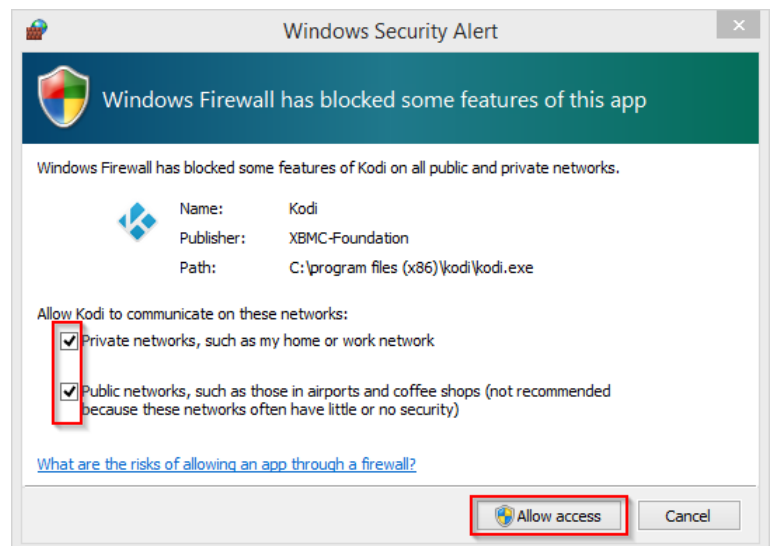 Windows Security Alert
Windows Firewall has blocked some features of this app
Windows Firewall has blocked some features of Kodi on all public and private networks.
Name: Kodi
Publisher: XBMC-Foundation
Path: C:\program files (x86)\kodi\kodi.exe
Allow Kodi to communicate on these networks:
Private networks, such as my home or work network
Public networks, such as those in airports and coffee shops (not recommended
because these networks often have little or no security)
What are the risks of allowing an app through a firewall?
Allow access Cancel